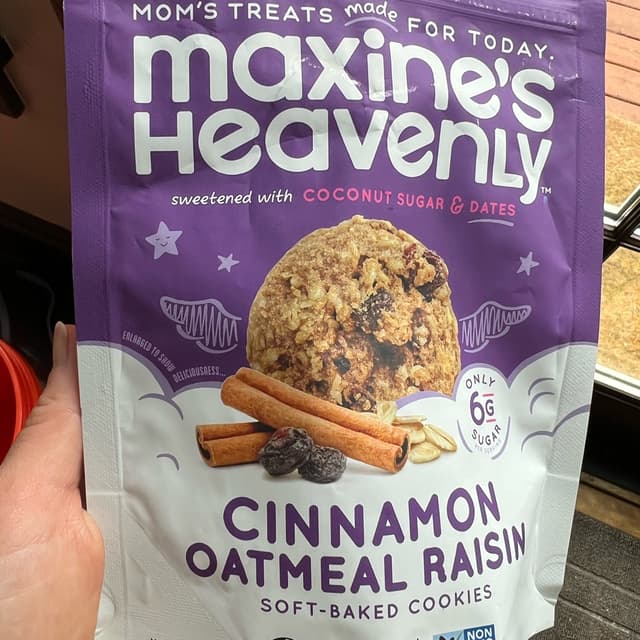 MOM'S TREATS made FOR TODAY.
maxine's
Heavenly™
sweetened with COCONUT SUGAR & DATES
ENLARGED TO SHOW
DELICIOUSNESS...
ONLY
6G
SUGAR
CINNAMON
OATMEAL RAISIN
SOFT-BAKED COOKIES
NON